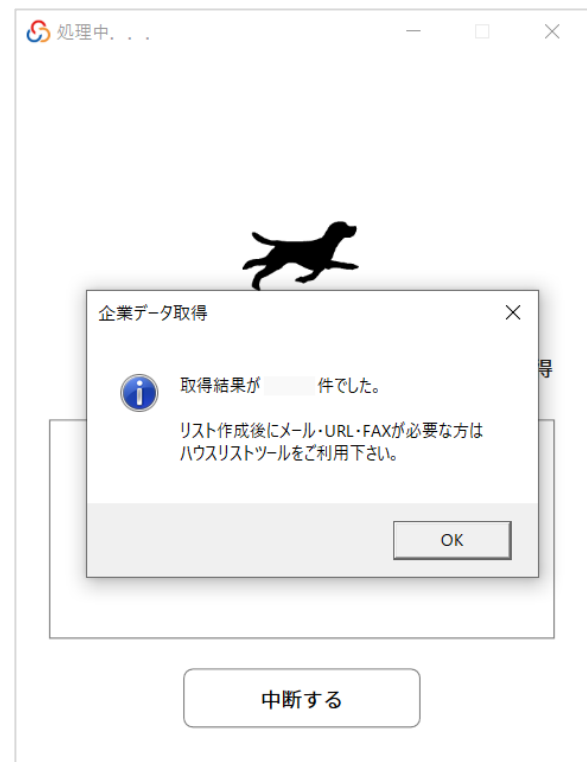 処理中. . .
企業データ取得
得
取得結果が 件でした。
リスト作成後にメール・URL・FAXが必要な方は
ハウスリストツールをご利用下さい。
OK
中断する